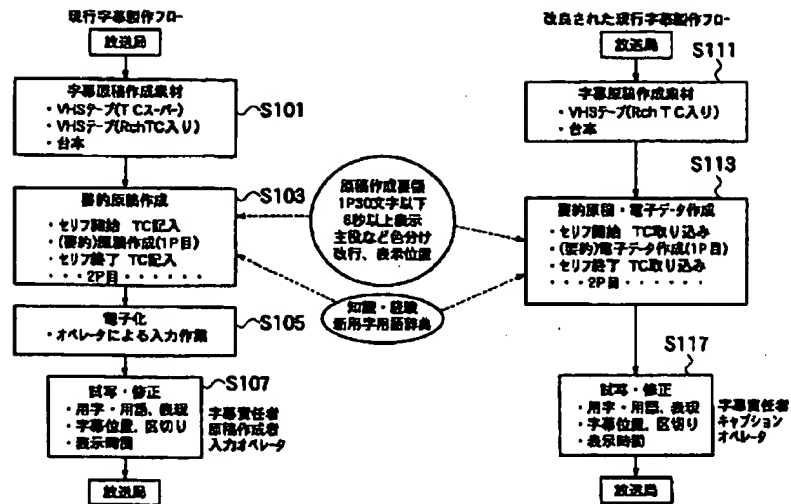 現行字幕製作フロー
放送局
字幕原稿作成素材
・VHSテープ(TCスーパー)
・VHSテープ(RchTC入り)
・台本
S101
要約原稿作成
・セリフ開始 TC記入
・(要約)原稿作成(1P目)
・セリフ終了 TC記入
・・・2P目・・・・・・
S103
電子化
・オペレータによる入力作業
S105
試写・修正
・用字・用語、表現
・字幕位置、区切り
・表示時間
S107
字幕責任者
原稿作成者
入力オペレータ
放送局
原稿作成要領
1P30文字以下
6秒以上表示
主役など色分け
改行、表示位置
知識・経験
新用字用語辞典
改良された現行字幕製作フロー
放送局
S111
字幕原稿作成素材
・VHSテープ(RchTC入り)
・台本
S113
要約原稿・電子データ作成
・セリフ開始 TC取り込み
・(要約)電子データ作成(1P目)
・セリフ終了 TC取り込み
・・・2P目・・・・・・
S117
試写・修正
・用字・用語、表現
・字幕位置、区切り
・表示時間
字幕責任者
キャプション
オペレータ
放送局